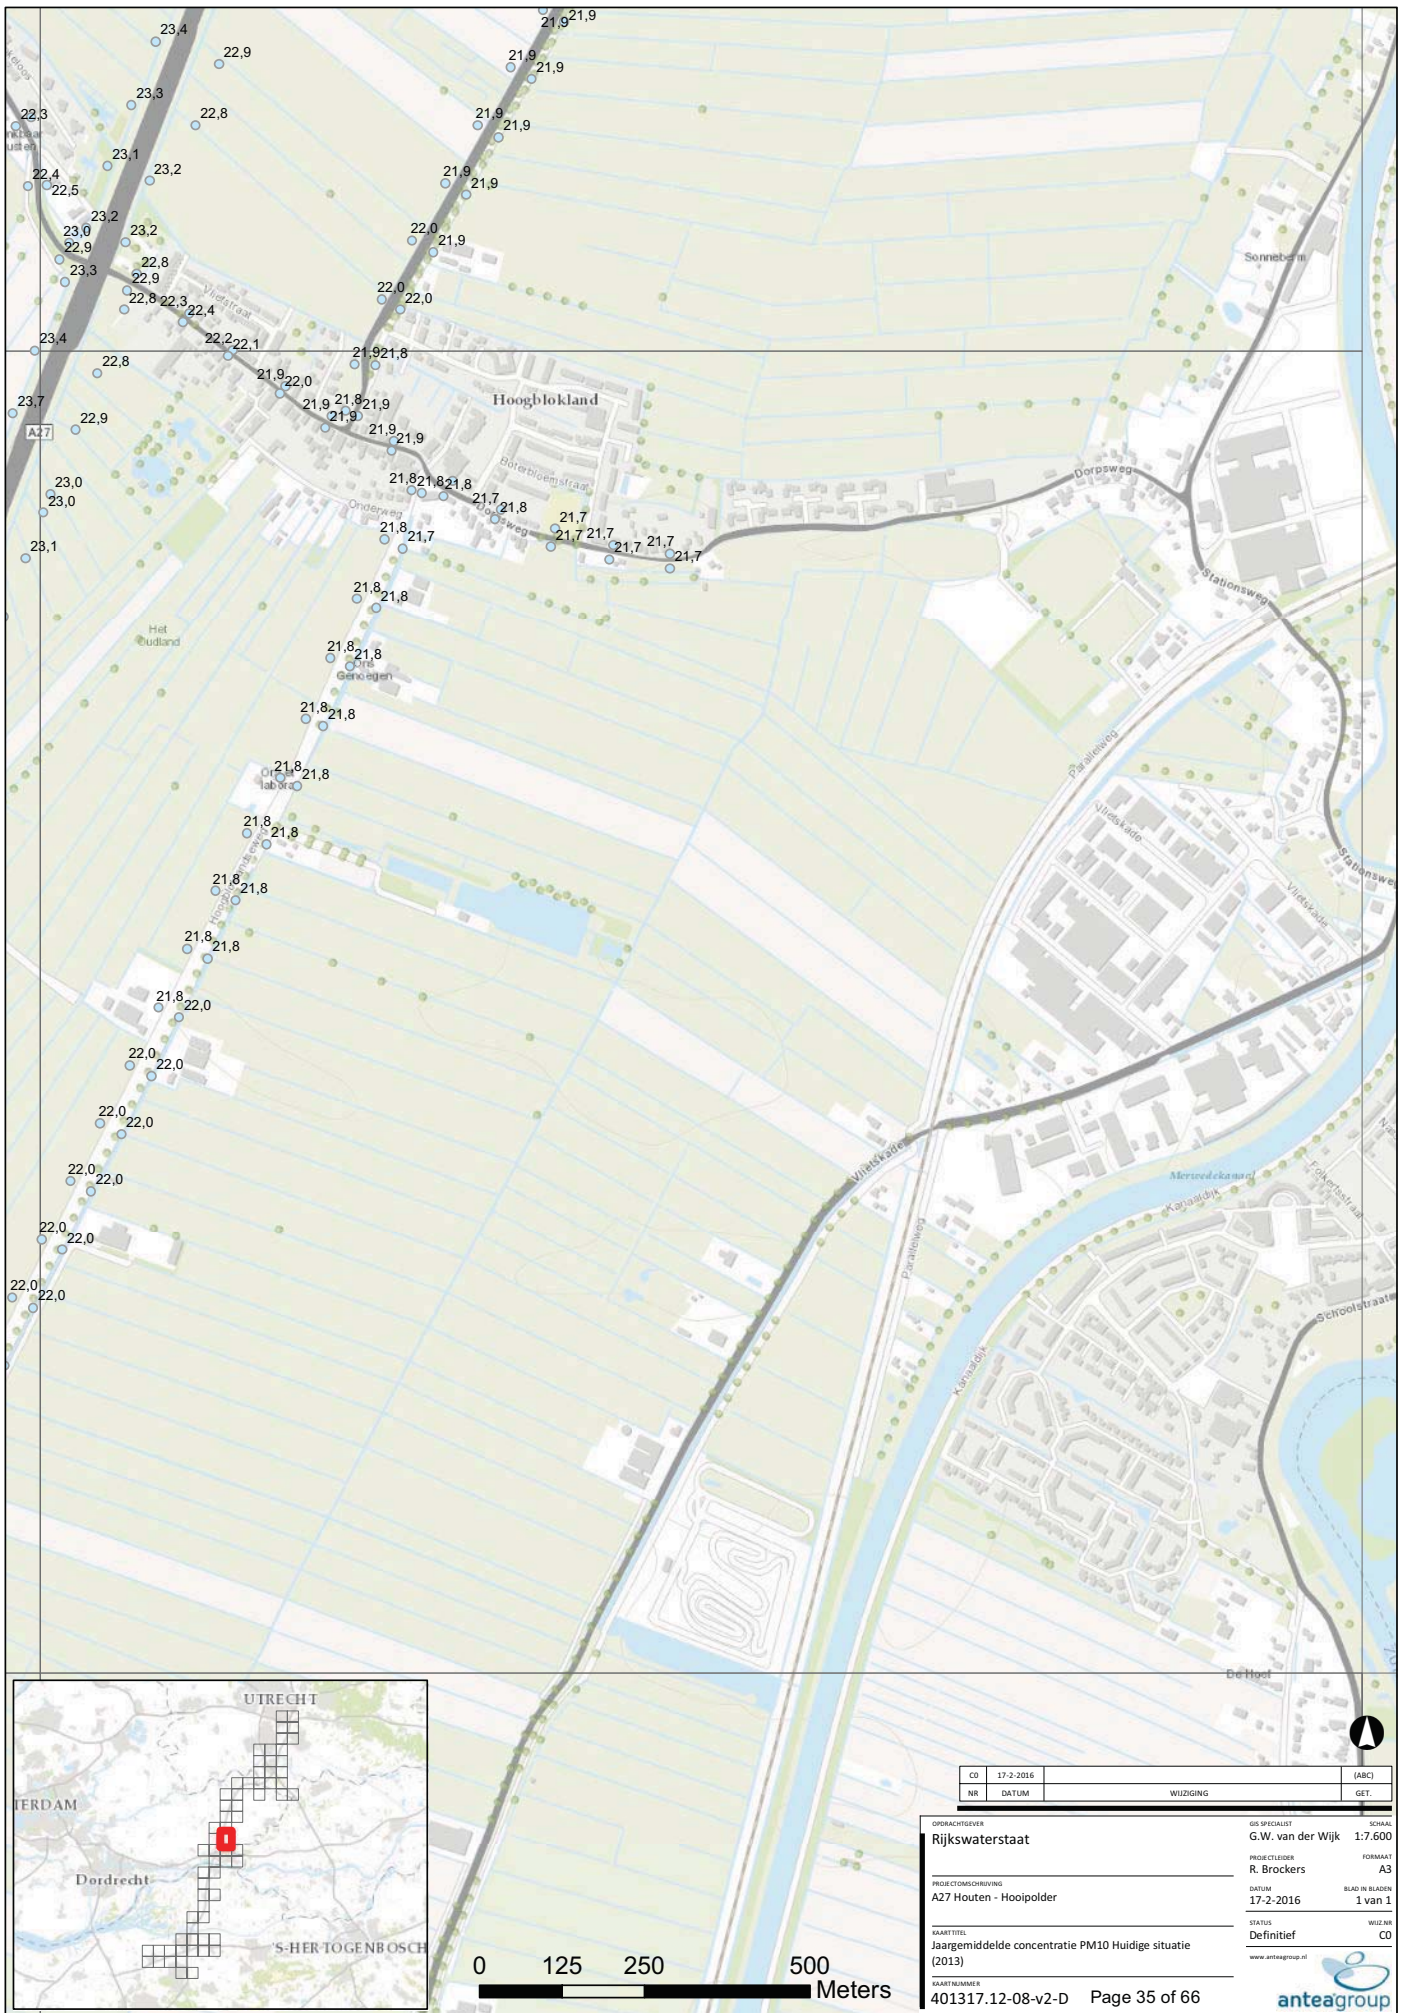 21,9
21,9
23,4
22,9
21,9
21,9
23,3
22,3
22,8
21,9
21,9
23,1
23,2
22,4
22,5
21,9
21,9
23,2
23,0
23,2
22,0
21,9
22,9
22,8
Sonneberm
23,3
22,9
Vlietstraat
22,8
22,3
22,4
22,0
22,0
23,4
22,2
22,1
22,8
21,9
21,8
21,9
22,0
Hoogblokland
23,7
21,9
21,8
21,9
21,9
A27
22,9
21,9
21,9
Boterbloemstraat
Dorpsweg
23,0
21,8
21,8
21,8
23,0
Onderweg
21,7
21,8
Dorpsweg
21,7
21,8
21,7
21,7
21,7
23,1
21,7
21,7
21,7
Stationsweg
21,8
21,8
Het
Oudland
21,8
21,8
Ons
Genoegen
21,8
21,8
Parallelweg
21,8
21,8
Ora et
labora
Vlietskade
21,8
21,8
Hoogbloklandseweg
Stationsweg
Vlietskade
21,8
21,8
21,8
21,8
21,8
22,0
22,0
22,0
22,0
22,0
Vlietskade
Merwedekanaal
Kanaaldijk
22,0
22,0
22,0
22,0
Parallelweg
22,0
22,0
Schoolstraat
Kanaaldijk
De Hoef
UTRECHT
TERDAM
Dordrecht
'S-HERTOGENBOSCH
0 125 250 500
Meters
C0 17-2-2016 (ABC)
NR DATUM WIJZIGING GET.
OPDRACHTGEVER
Rijkswaterstaat
GIS SPECIALIST SCHAAL
G.W. van der Wijk 1:7.600
PROJECTLEIDER FORMAAT
R. Brockers A3
PROJECTOMSCHRIJVING
A27 Houten - Hooipolder
DATUM BLAD IN BLADEN
17-2-2016 1 van 1
STATUS WIJZ.NR
Definitief C0
KAARTTITEL
Jaargemiddelde concentratie PM10 Huidige situatie
(2013)
www.anteagroup.nl
KAARTNUMMER
401317.12-08-v2-D Page 35 of 66
anteagroup